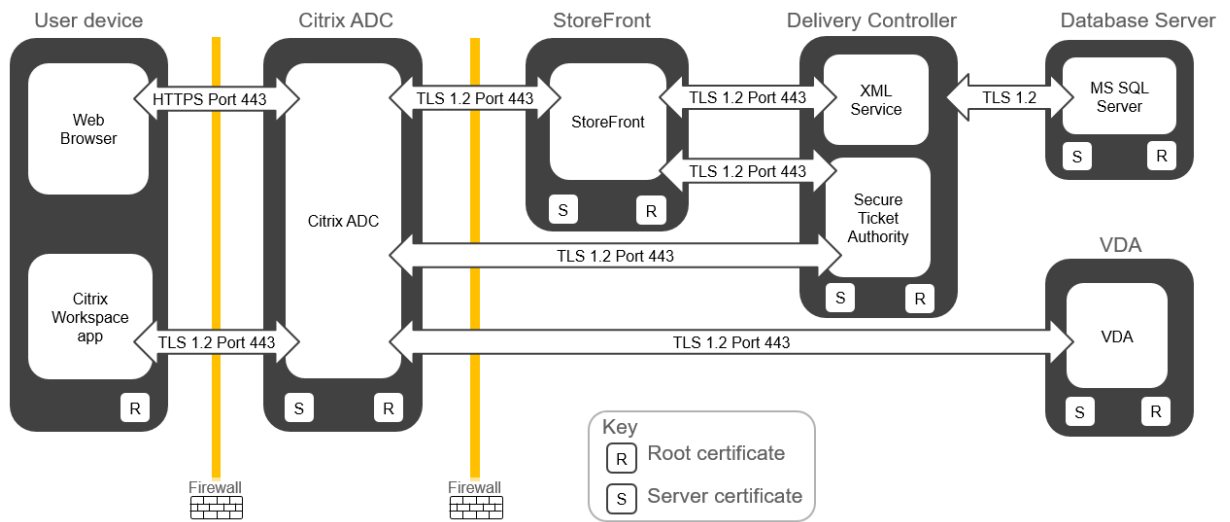 User device
Citrix ADC
StoreFront
Delivery Controller
Database Server
Web
Browser
HTTPS Port 443
TLS 1.2 Port 443
StoreFront
TLS 1.2 Port 443
XML
Service
TLS 1.2
MS SQL
Server
S
R
TLS 1.2 Port 443
Citrix ADC
S
R
Secure
Ticket
Authority
TLS 1.2 Port 443
S
R
VDA
Citrix
Workspace
app
TLS 1.2 Port 443
TLS 1.2 Port 443
VDA
R
S
R
S
R
Key
R
Root certificate
S
Server certificate
Firewall
Firewall